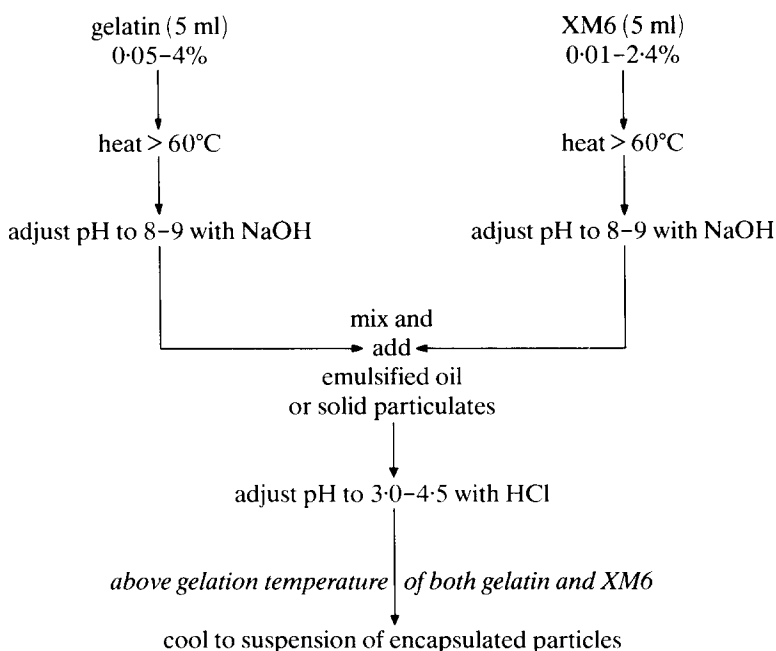 gelatin (5 ml)
0·05–4%
XM6 (5 ml)
0·01–2·4%
heat > 60°C
heat > 60°C
adjust pH to 8–9 with NaOH
adjust pH to 8–9 with NaOH
mix and
add
emulsified oil
or solid particulates
adjust pH to 3·0–4·5 with HCl
above gelation temperature of both gelatin and XM6
cool to suspension of encapsulated particles